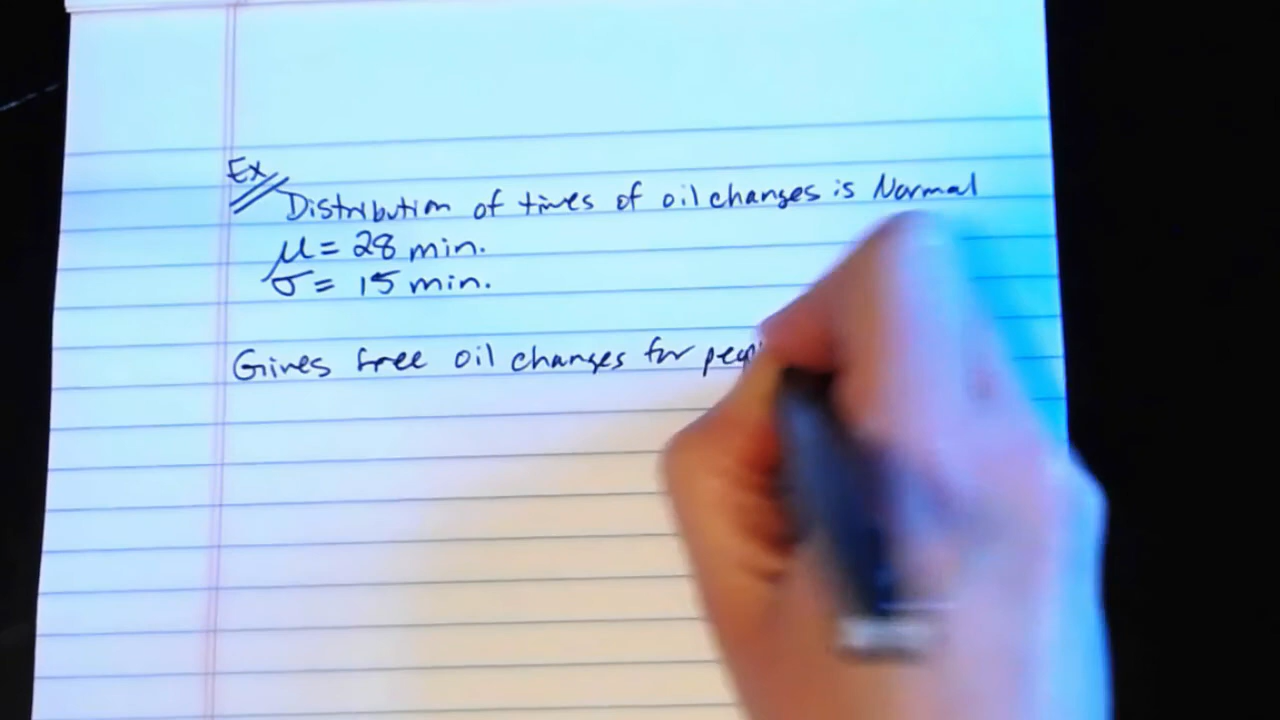 Ex
Distribution of times of oil changes is Normal
μ = 28 min.
σ = 15 min.
Gives free oil changes for